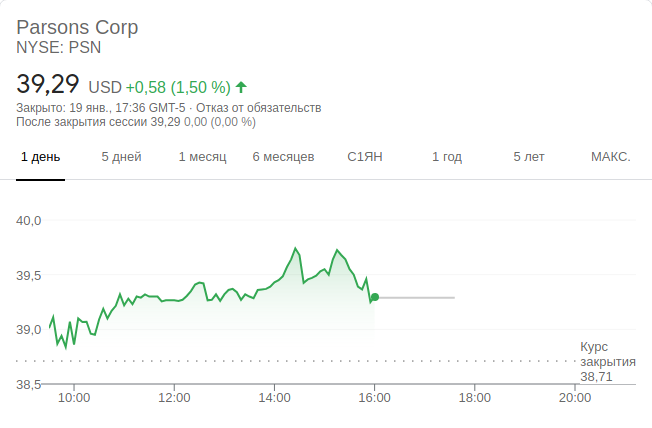 Parsons Corp
NYSE: PSN
39,29 USD +0,58 (1,50 %)
Закрыто: 19 янв., 17:36 GMT-5 · Отказ от обязательств
После закрытия сессии 39,29 0,00 (0,00 %)
1 день 5 дней 1 месяц 6 месяцев С1ЯН 1 год 5 лет МАКС.
40,0
39,5
39,0
Курс
закрытия
38,71
38,5
10:00 12:00 14:00 16:00 18:00 20:00